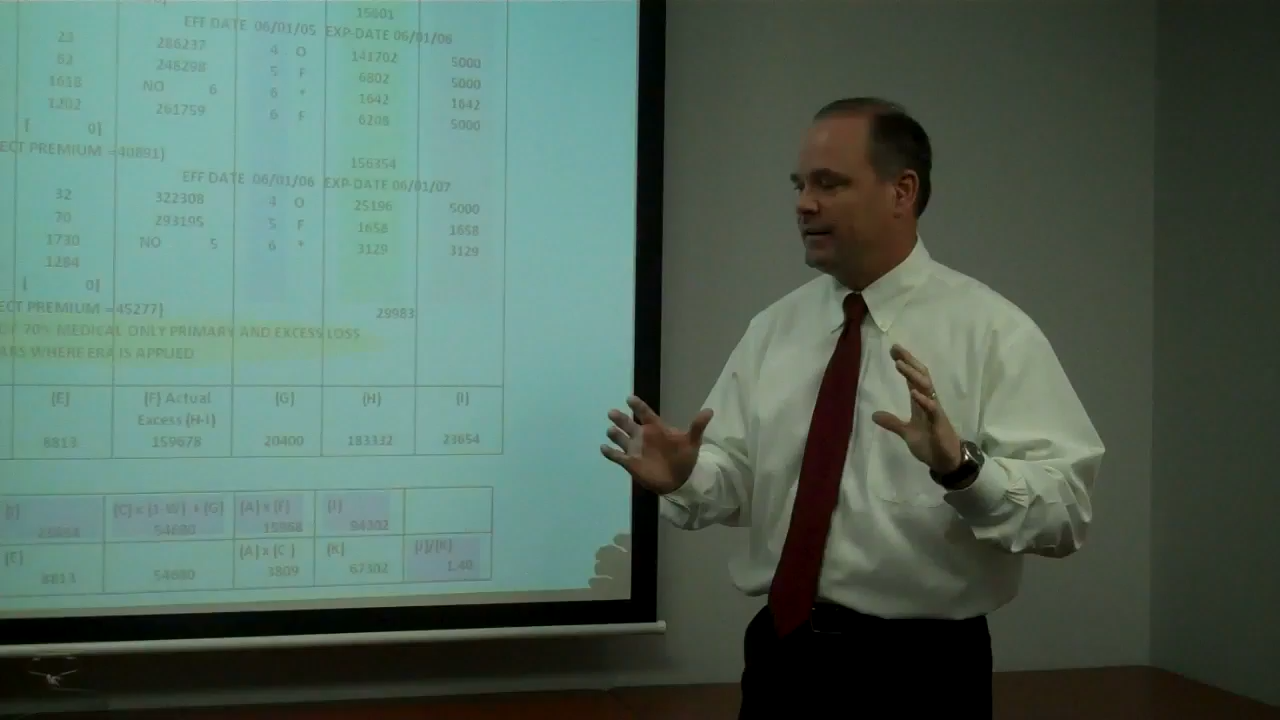 15601
EFF DATE 06/01/05 EXP-DATE 06/01/06
23 286237 4 O 141702 5000
62 248298 5 F 6802 5000
1618 NO 6 6 * 1642 1642
1202 261759 6 F 6208 5000
[ 0]
ECT PREMIUM =40891) 156354
EFF DATE 06/01/06 EXP-DATE 06/01/07
32 322308 4 O 25196 5000
70 293195 5 F 1658 1658
1730 NO 5 6 * 3129 3129
1284
[ 0]
ECT PREMIUM =45277) 29983
70% MEDICAL ONLY PRIMARY AND EXCESS LOSS
ARS WHERE ERA IS APPLIED
(E) (F) Actual (G) (H) (I)
Excess (H-I)
8813 159678 20400 183332 23654
(I) (C) x (1-W) + (G) (A) x (F) (J)
23654 54680 15968 94302
(E) (A) x (C) (K) (J)/(K)
8813 54680 3809 67302 1.40